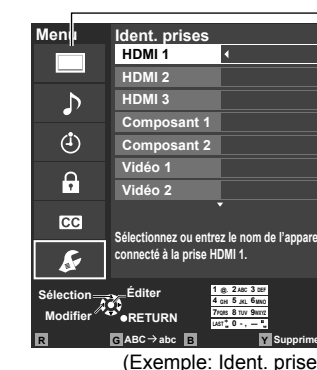 Menu
Ident. prises
HDMI 1
HDMI 2
HDMI 3
Composant 1
Composant 2
Vidéo 1
Vidéo 2
CC
Sélectionnez ou entrez le nom de l'appare
connecté à la prise HDMI 1.
Sélection
Éditer
Modifier
RETURN
1 @. 2 ABC 3 DEF
4 GHI 5 JKL 6 MNO
7 PQRS 8 TUV 9 WXYZ
LAST 0 - ,
R G ABC → abc B Y Supprime
(Exemple: Ident. prise